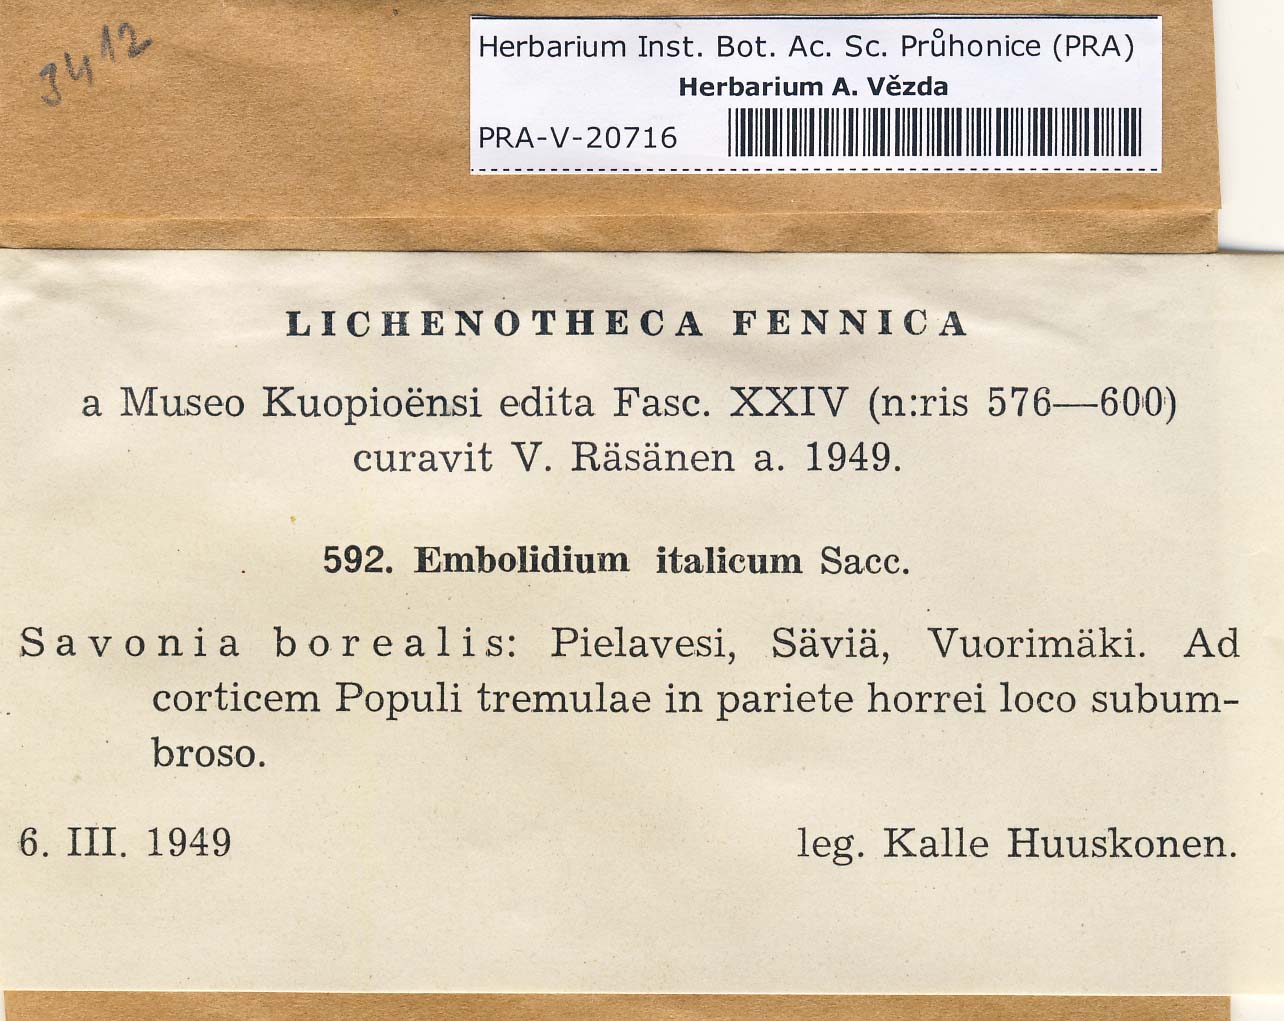 3412
Herbarium Inst. Bot. Ac. Sc. Průhonice (PRA)
Herbarium A. Vězda
PRA-V-20716
LICHENOTHECA FENNICA
a Museo Kuopioënsi edita Fasc. XXIV (n:ris 576—600)
curavit V. Räsänen a. 1949.
592. Embolidium italicum Sacc.
Savonia borealis: Pielavesi, Säviä, Vuorimäki. Ad
corticem Populi tremulae in pariete horrei loco subum-
broso.
6. III. 1949 leg. Kalle Huuskonen.